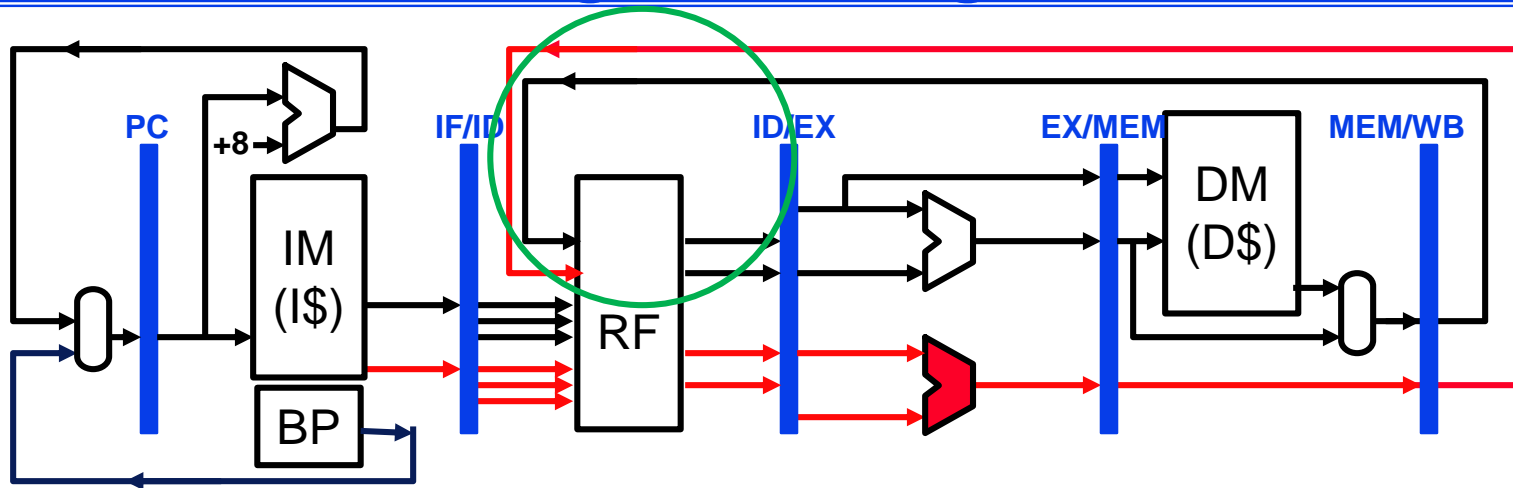 PC
IF/ID
ID/EX
EX/MEM
MEM/WB
+8
IM
(I$)
BP
RF
DM
(D$)